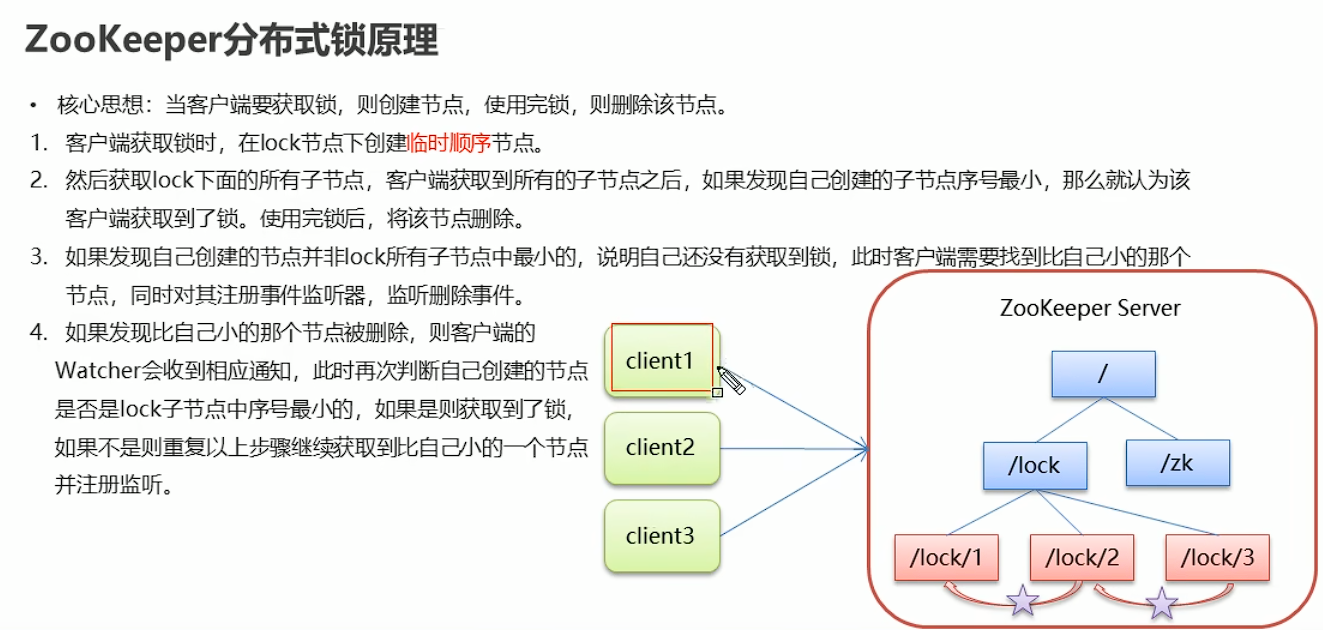 ZooKeeper分布式锁原理
• 核心思想：当客户端要获取锁，则创建节点，使用完锁，则删除该节点。
1. 客户端获取锁时，在lock节点下创建临时顺序节点。
2. 然后获取lock下面的所有子节点，客户端获取到所有的子节点之后，如果发现自己创建的子节点序号最小，那么就认为该
客户端获取到了锁。使用完锁后，将该节点删除。
3. 如果发现自己创建的节点并非lock所有子节点中最小的，说明自己还没有获取到锁，此时客户端需要找到比自己小的那个
节点，同时对其注册事件监听器，监听删除事件。
4. 如果发现比自己小的那个节点被删除，则客户端的
Watcher会收到相应通知，此时再次判断自己创建的节点
是否是lock子节点中序号最小的，如果是则获取到了锁，
如果不是则重复以上步骤继续获取到比自己小的一个节点
并注册监听。
client1
client2
client3
ZooKeeper Server
/
/lock
/zk
/lock/1
/lock/2
/lock/3